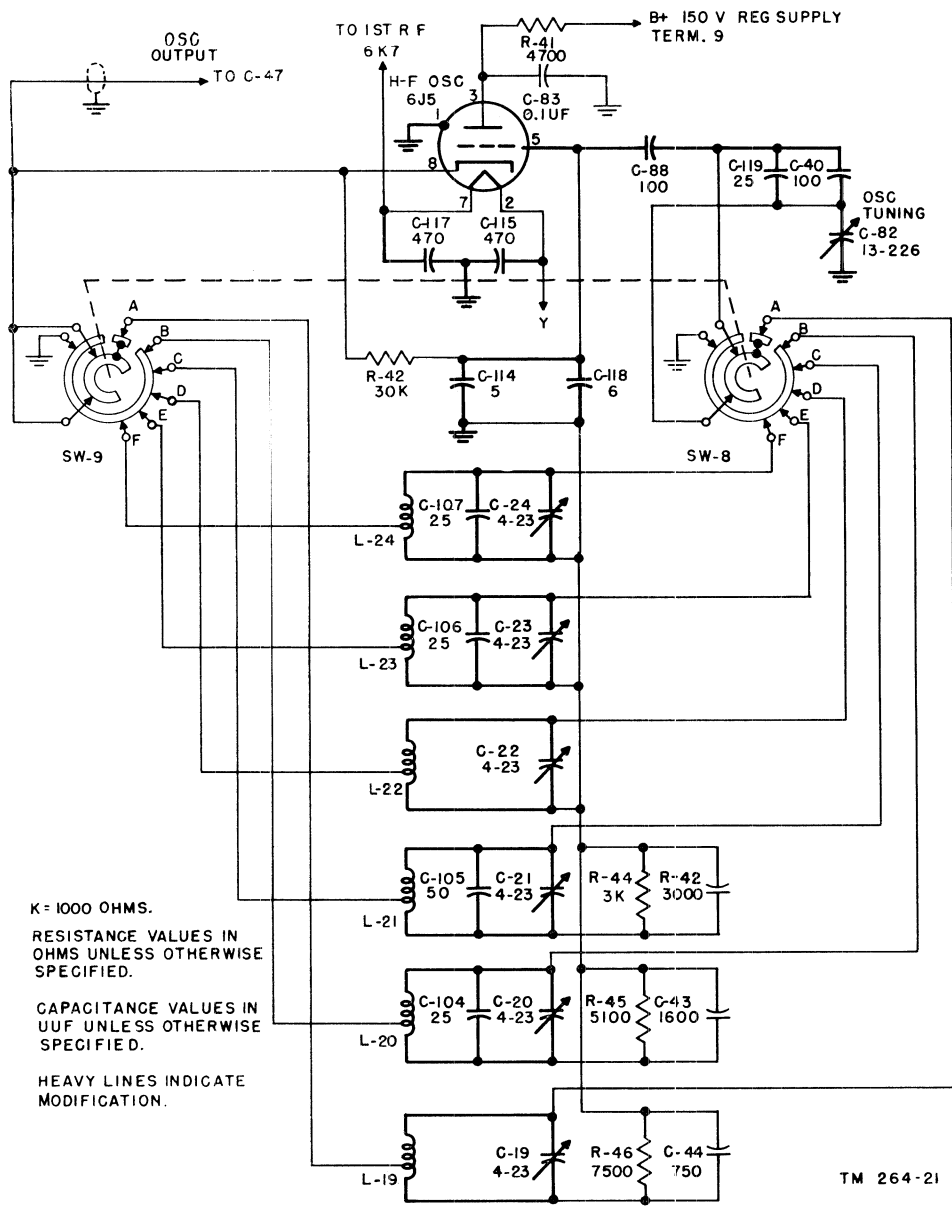 OSC
OUTPUT
TO C-47
TO 1ST R F
6K7
R-41
4700
B+ 150 V REG SUPPLY
TERM. 9
H-F OSC
6J5
1
3
5
8
7
2
C-83
0.1UF
C-88
100
C-119
25
C-40
100
OSC
TUNING
C-82
13-226
C-117
470
C-115
470
Y
A
B
C
D
E
F
SW-9
R-42
30K
C-114
5
C-118
6
A
B
C
D
E
F
SW-8
C-107
25
C-24
4-23
L-24
C-106
25
C-23
4-23
L-23
C-22
4-23
L-22
C-105
50
C-21
4-23
L-21
R-44
3K
R-42
3000
C-104
25
C-20
4-23
L-20
R-45
5100
C-43
1600
C-19
4-23
L-19
R-46
7500
C-44
750
K = 1000 OHMS.
RESISTANCE VALUES IN
OHMS UNLESS OTHERWISE
SPECIFIED.
CAPACITANCE VALUES IN
UUF UNLESS OTHERWISE
SPECIFIED.
HEAVY LINES INDICATE
MODIFICATION.
TM 264-21